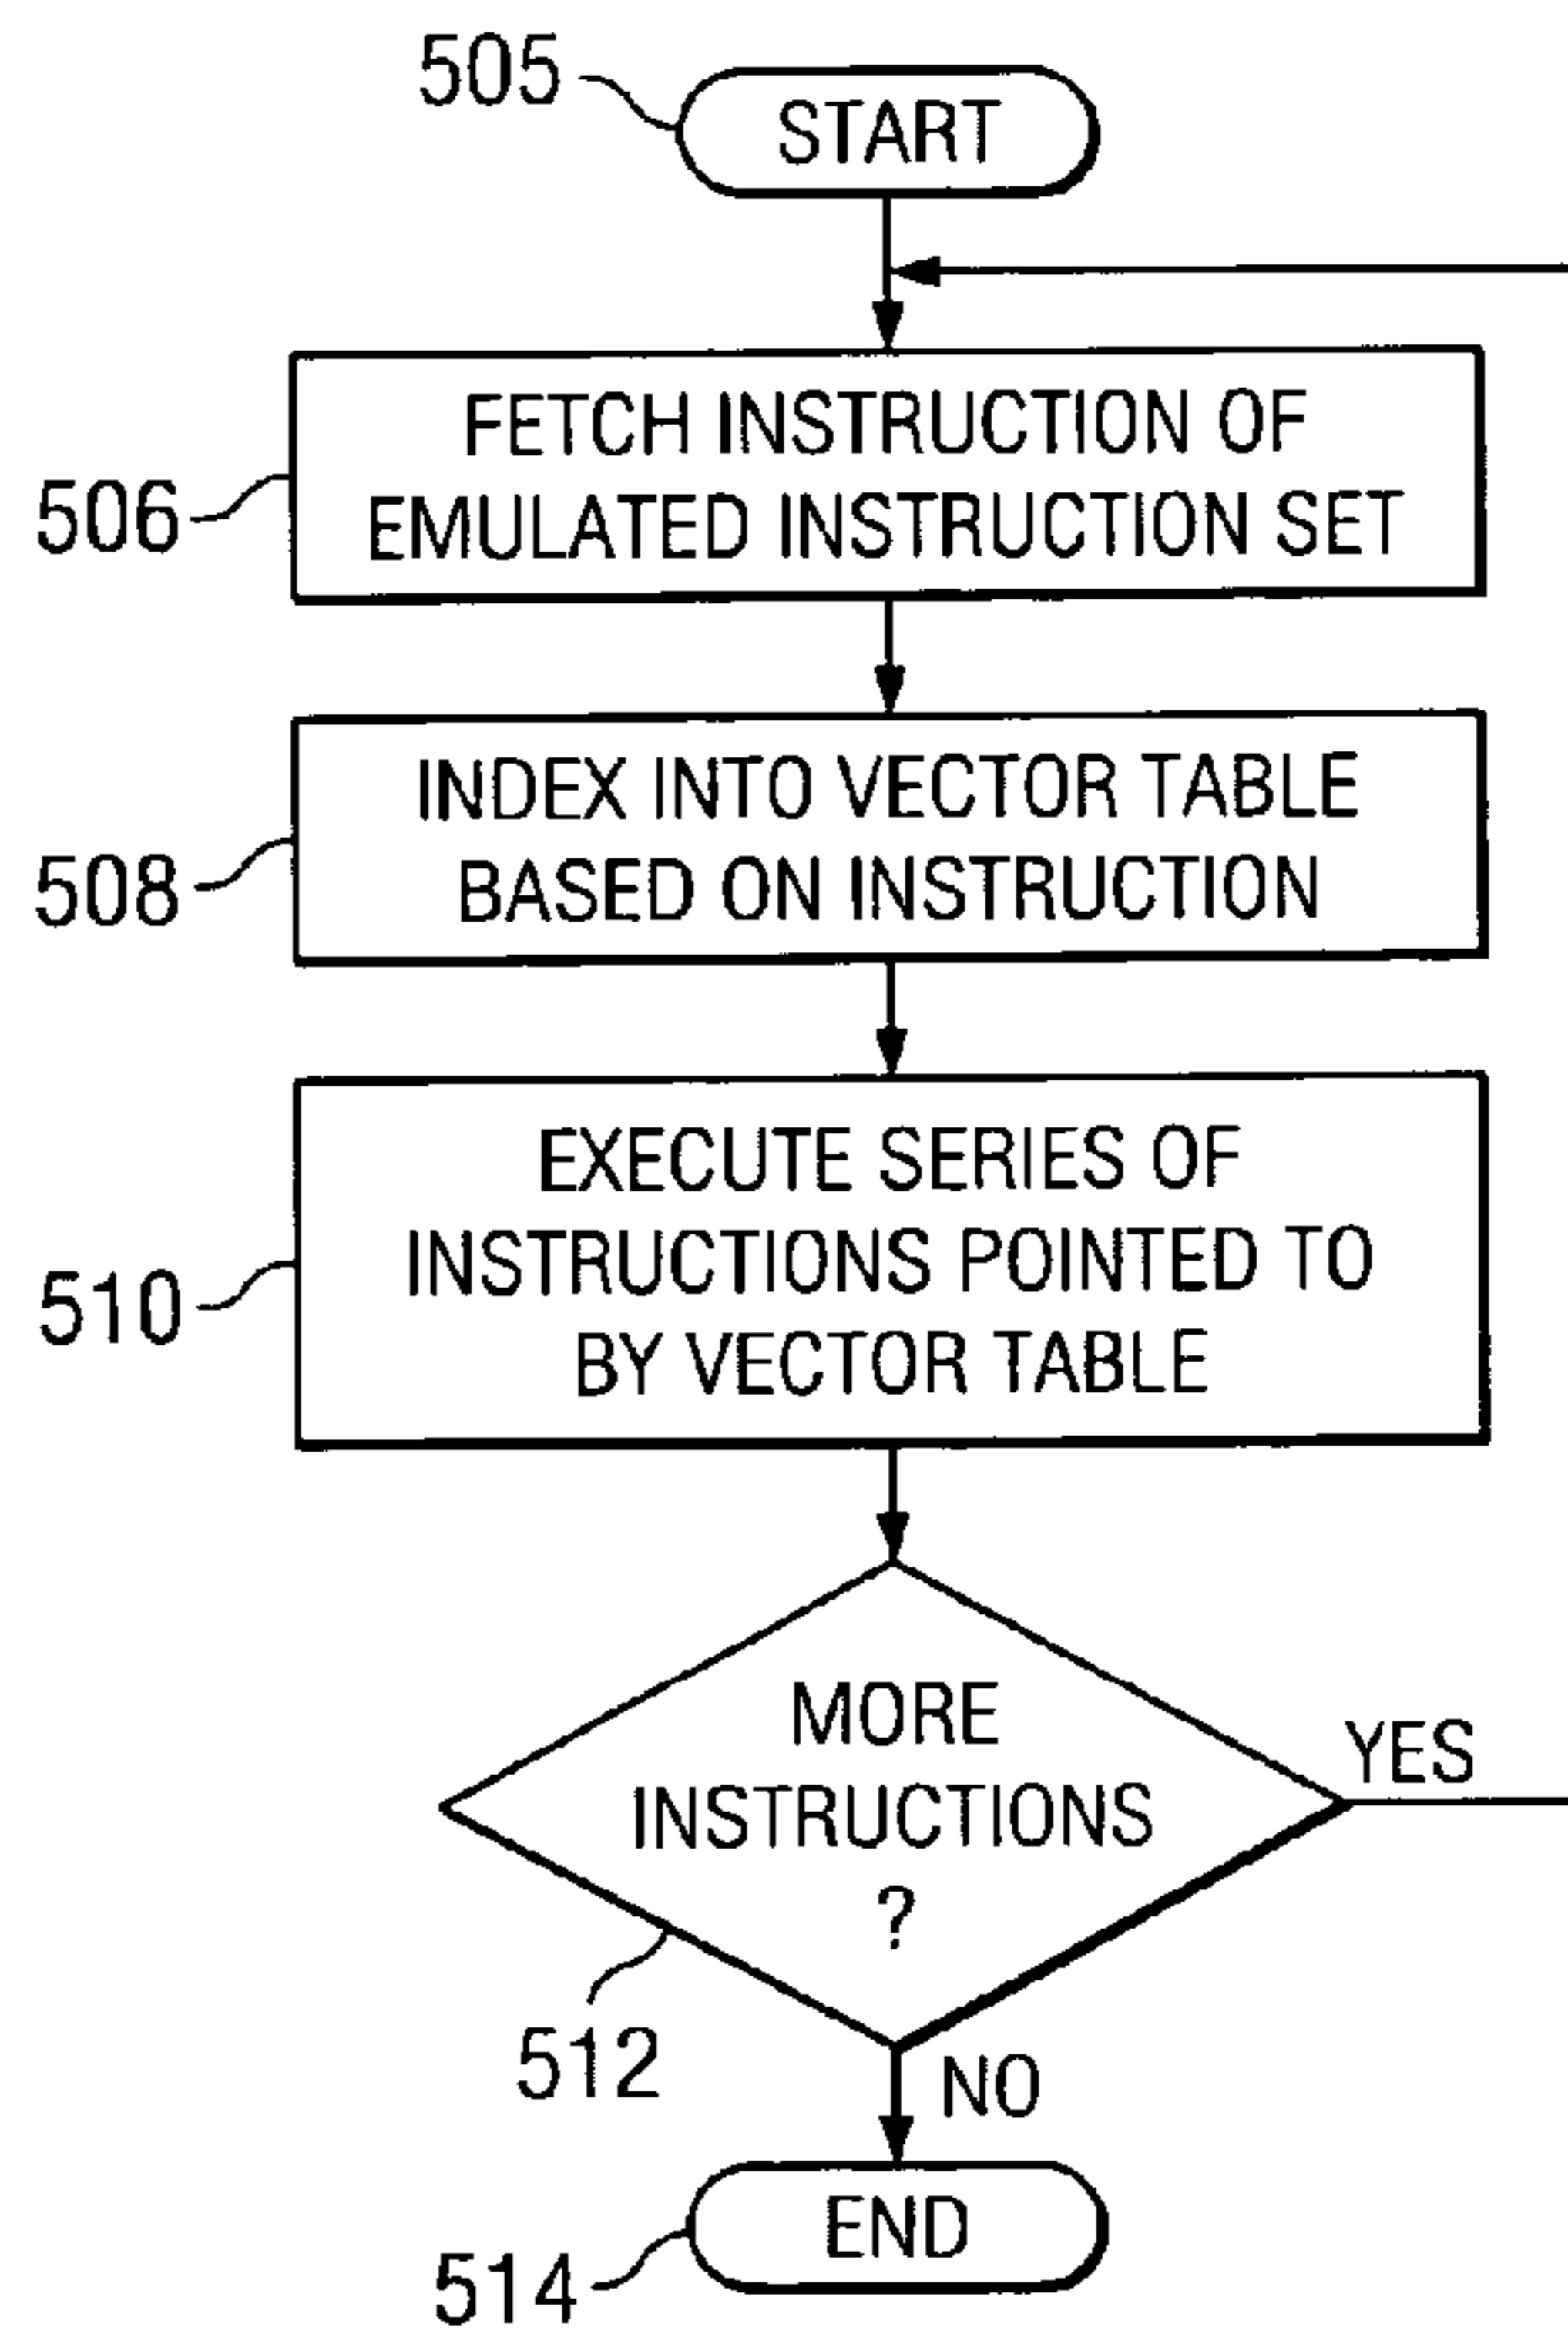 505
START
FETCH INSTRUCTION OF
EMULATED INSTRUCTION SET
506
INDEX INTO VECTOR TABLE
BASED ON INSTRUCTION
508
EXECUTE SERIES OF
INSTRUCTIONS POINTED TO
BY VECTOR TABLE
510
MORE
INSTRUCTIONS
?
YES
512
NO
END
514